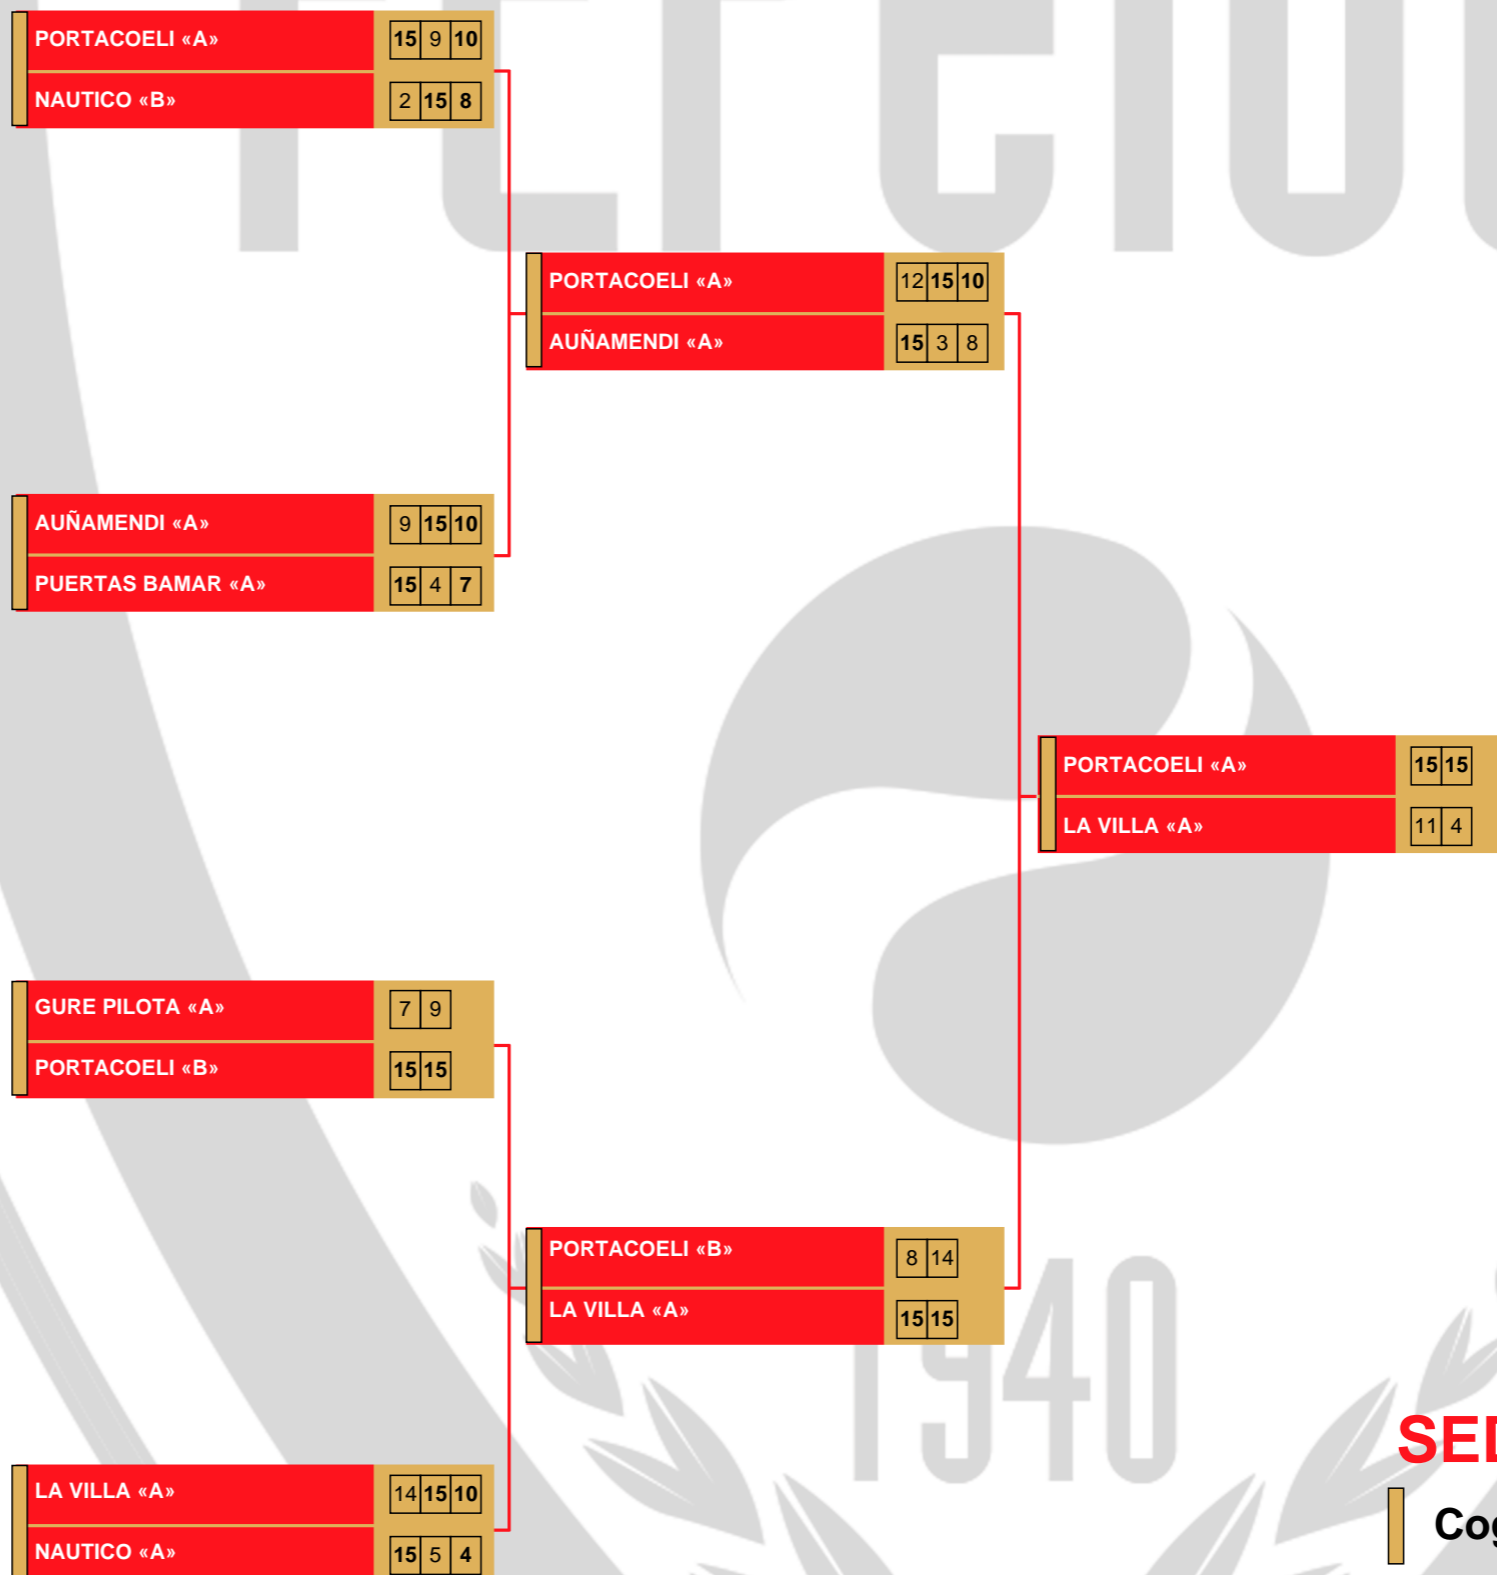 PORTACOELI «A» 15 9 10
NAUTICO «B» 2 15 8
PORTACOELI «A» 12 15 10
AUÑAMENDI «A» 15 3 8
AUÑAMENDI «A» 9 15 10
PUERTAS BAMAR «A» 15 4 7
PORTACOELI «A» 15 15
LA VILLA «A» 11 4
GURE PILOTA «A» 7 9
PORTACOELI «B» 15 15
PORTACOELI «B» 8 14
LA VILLA «A» 15 15
1940
LA VILLA «A» 14 15 10
NAUTICO «A» 15 5 4